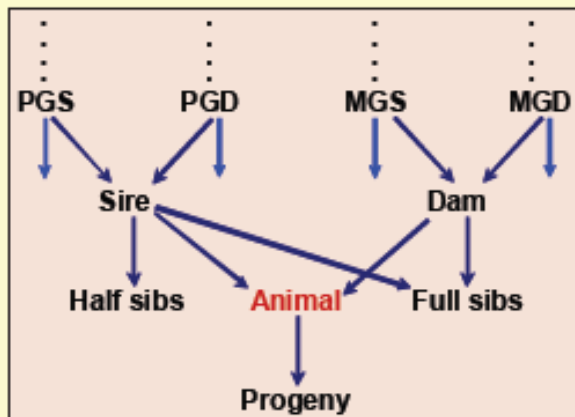 PGS PGD MGS MGD
Sire Dam
Half sibs Animal Full sibs
Progeny